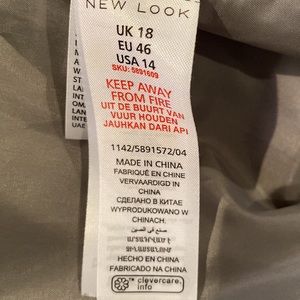 NEW LOOK
UK 18
EU 46
USA 14
SKU: 5891609
KEEP AWAY
FROM FIRE
UIT DE BUURT VAN
VUUR HOUDEN
JAUHKAN DARI API
1142/5891572/04
MADE IN CHINA
FABRIQUÉ EN CHINE
VERVAARDIGD IN
CHINA
СДЕЛАНО В КИТАЕ
WYPRODUKOWANO W
CHINACH:
صنع في الصين
HECHO EN CHINA
FABRICADO NA CHINA
clevercare.
info